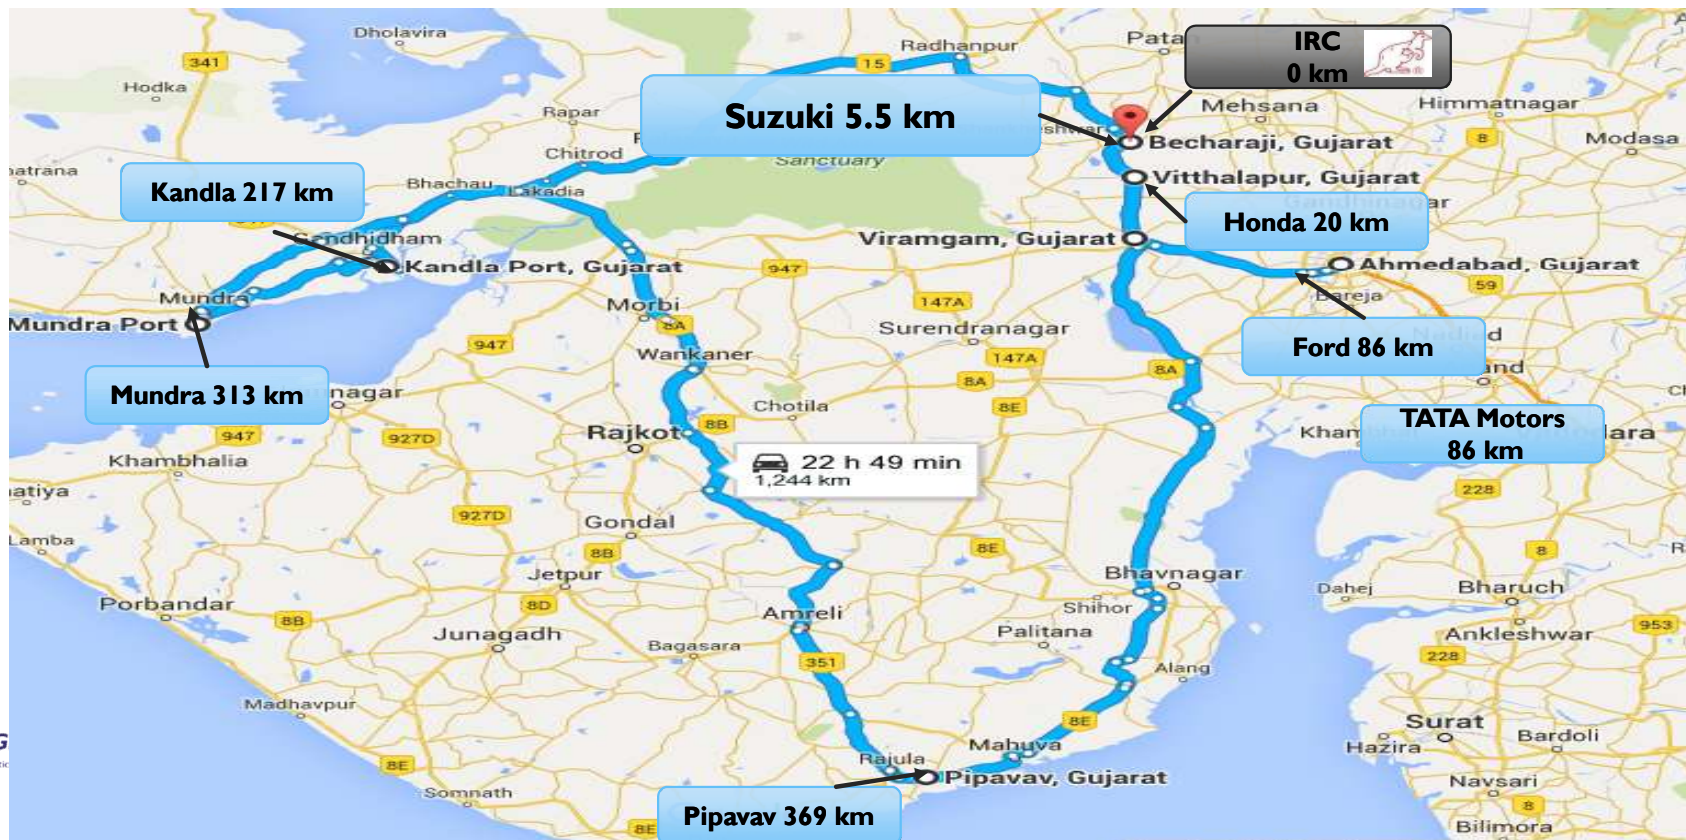 Dholavira
Radhanpur
Patan
IRC
0 km
341
15
Hodka
Rapar
Mehsana
Himmatnagar
Suzuki 5.5 km
8
Modasa
Becharaji, Gujarat
Chitrod
Sanctuary
Kandla 217 km
Bhachau
Lakadia
Vitthalapur, Gujarat
Honda 20 km
Gandhidham
Viramgam, Gujarat
Kandla Port, Gujarat
947
Ahmedabad, Gujarat
59
Bareja
Mundra
Morbi
147A
Mundra Port
8A
Surendranagar
947
Wankaner
147A
Ford 86 km
8A
8A
Mundra 313 km
Chotila
8E
TATA Motors
86 km
8B
947
927D
Rajkot
Khambhalia
22 h 49 min
1,244 km
228
927D
Gondal
Lamba
8B
8E
8
Jetpur
Bhavnagar
Dahej
Bharuch
Porbandar
8D
Shihor
8B
Amreli
Junagadh
Palitana
Ankleshwar
953
Bagasara
228
351
Alang
Madhavpur
8E
Surat
Mahuva
Hazira
Bardoli
Rajula
8E
Pipavav, Gujarat
Navsari
Somnath
8
Pipavav 369 km
8E
Bilimora